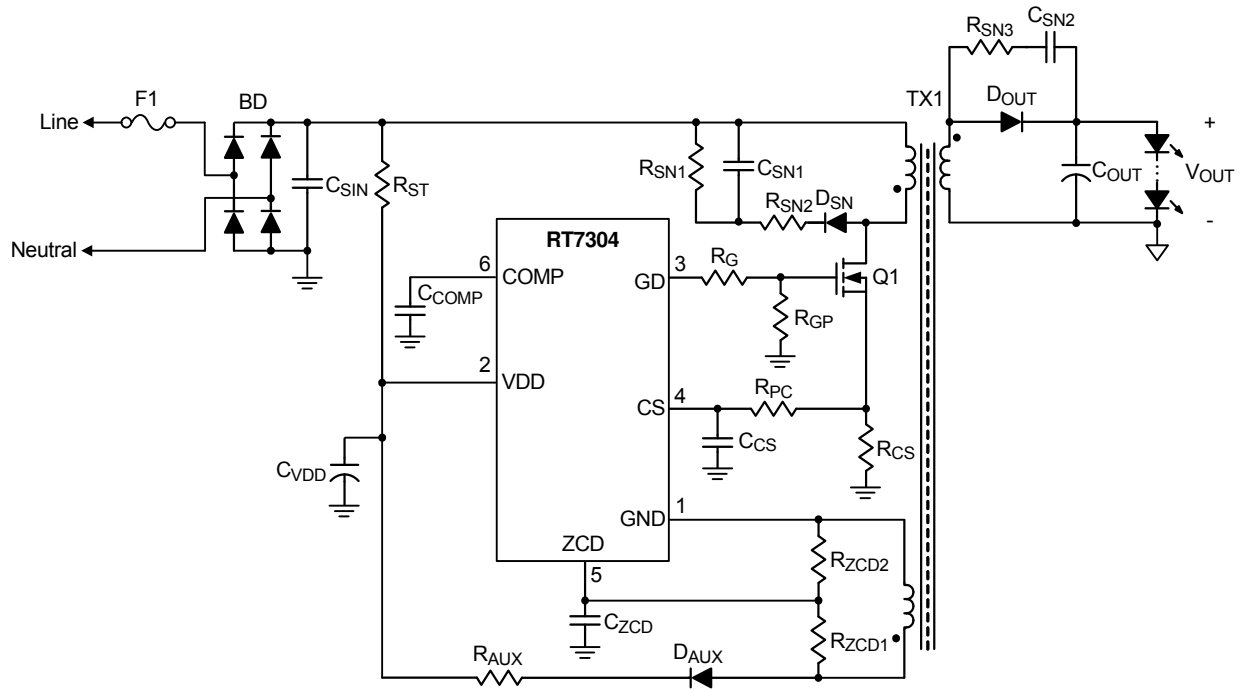 RSN3
CSN2
F1
BD
TX1
DOUT
Line
+
RSN1
CSN1
CSIN
RST
COUT
VOUT
RSN2
DSN
-
RT7304
Neutral
6
COMP
3
GD
RG
Q1
CCOMP
RGP
2
VDD
RPC
4
CS
CCS
RCS
CVDD
1
GND
ZCD
5
RZCD2
CZCD
RZCD1
RAUX
DAUX